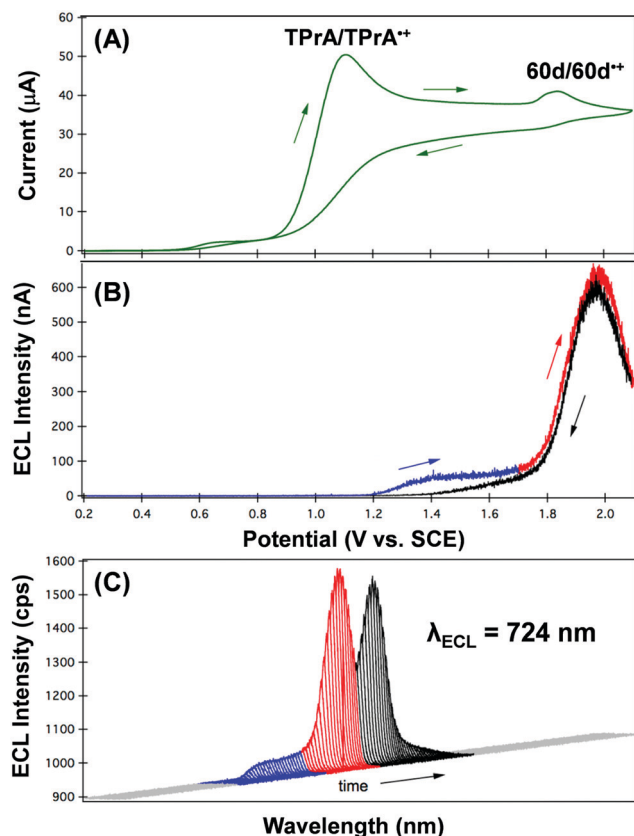 (A)
TPrA/TPrA•+
60d/60d•+
Current (μA)
60
50
40
30
20
10
0
(B)
ECL Intensity (nA)
600
500
400
300
200
100
0
0.2 0.4 0.6 0.8 1.0 1.2 1.4 1.6 1.8 2.0
Potential (V vs. SCE)
(C)
λECL = 724 nm
ECL Intensity (cps)
1600
1500
1400
1300
1200
1100
1000
900
time
Wavelength (nm)